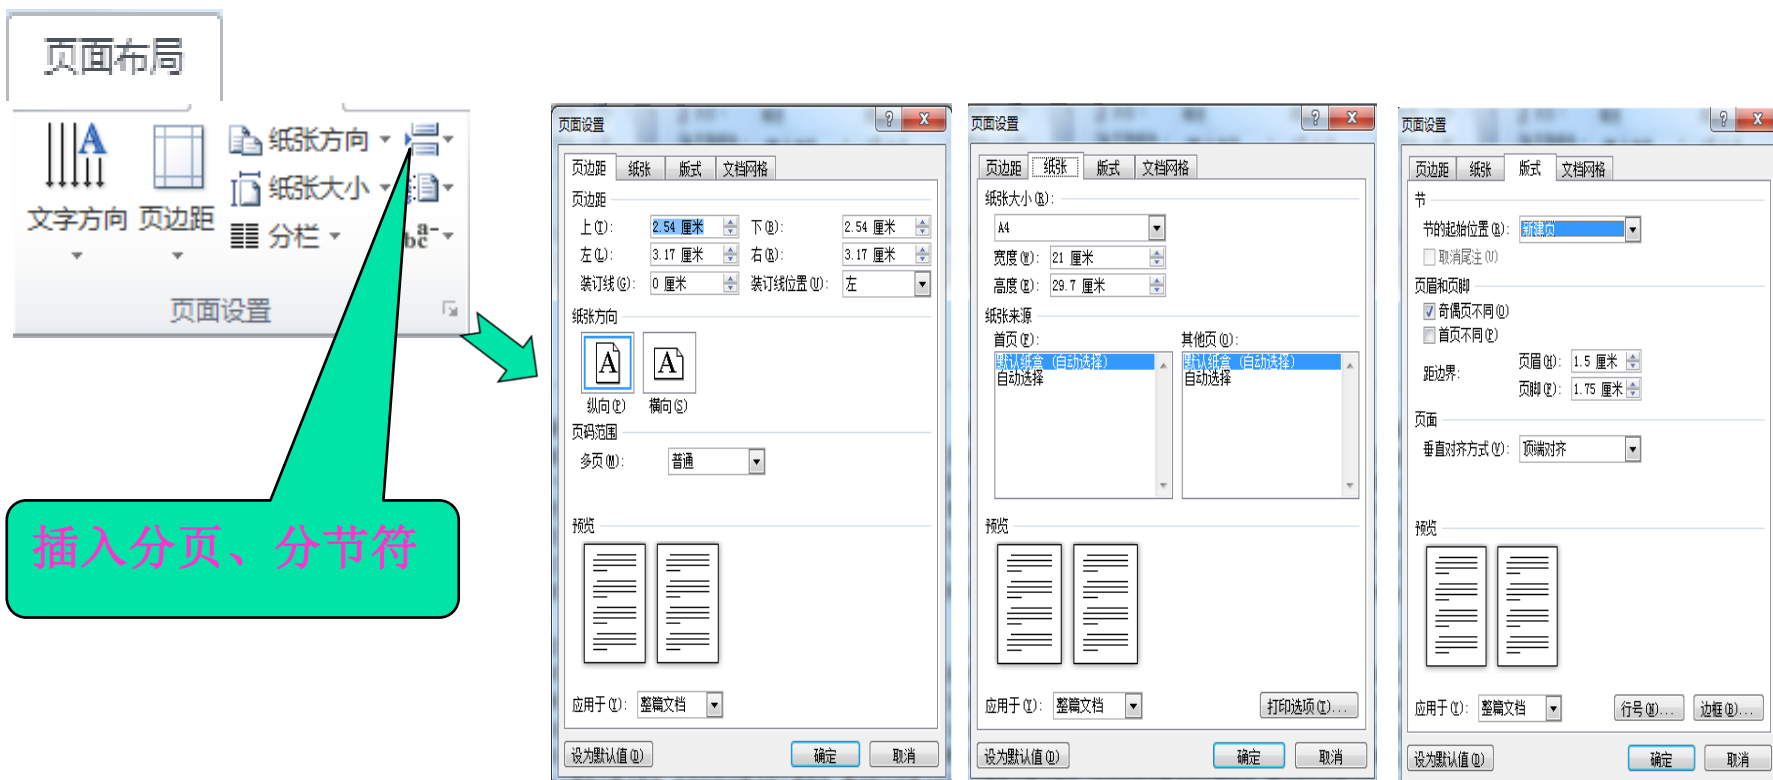 页面布局
文字方向
页边距
纸张方向
纸张大小
分栏
页面设置
插入分页、分节符
页面设置
页边距 纸张 版式 文档网格
页边距
上(T): 2.54 厘米 下(B): 2.54 厘米
左(L): 3.17 厘米 右(R): 3.17 厘米
装订线(G): 0 厘米 装订线位置(U): 左
纸张方向
A A
纵向(P) 横向(S)
页码范围
多页(M): 普通
预览
应用于(Y): 整篇文档
设为默认值(D) 确定 取消
页面设置
页边距 纸张 版式 文档网格
纸张大小(R):
A4
宽度(W): 21 厘米
高度(E): 29.7 厘米
纸张来源
首页(F): 其他页(O):
默认纸盒 (自动选择) 默认纸盒 (自动选择)
自动选择 自动选择
预览
应用于(Y): 整篇文档 打印选项(T)...
设为默认值(D) 确定 取消
页面设置
页边距 纸张 版式 文档网格
节
节的起始位置(R): 新建页
取消尾注(U)
页眉和页脚
奇偶页不同(O)
首页不同(P)
距边界: 页眉(H): 1.5 厘米
页脚(F): 1.75 厘米
页面
垂直对齐方式(V): 顶端对齐
预览
应用于(Y): 整篇文档 行号(N)... 边框(B)...
设为默认值(D) 确定 取消